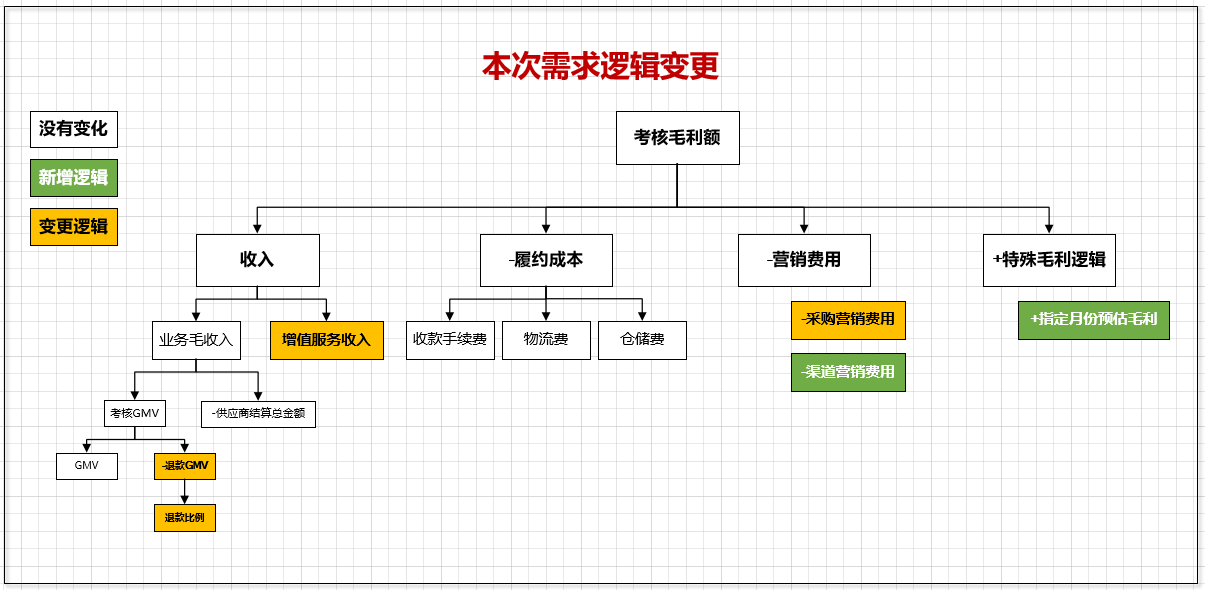 本次需求逻辑变更
没有变化
新增逻辑
变更逻辑
考核毛利额
收入
-履约成本
-营销费用
+特殊毛利逻辑
业务毛收入
增值服务收入
收款手续费
物流费
仓储费
-采购营销费用
+指定月份预估毛利
-渠道营销费用
考核GMV
-供应商结算总金额
GMV
-退款GMV
退款比例